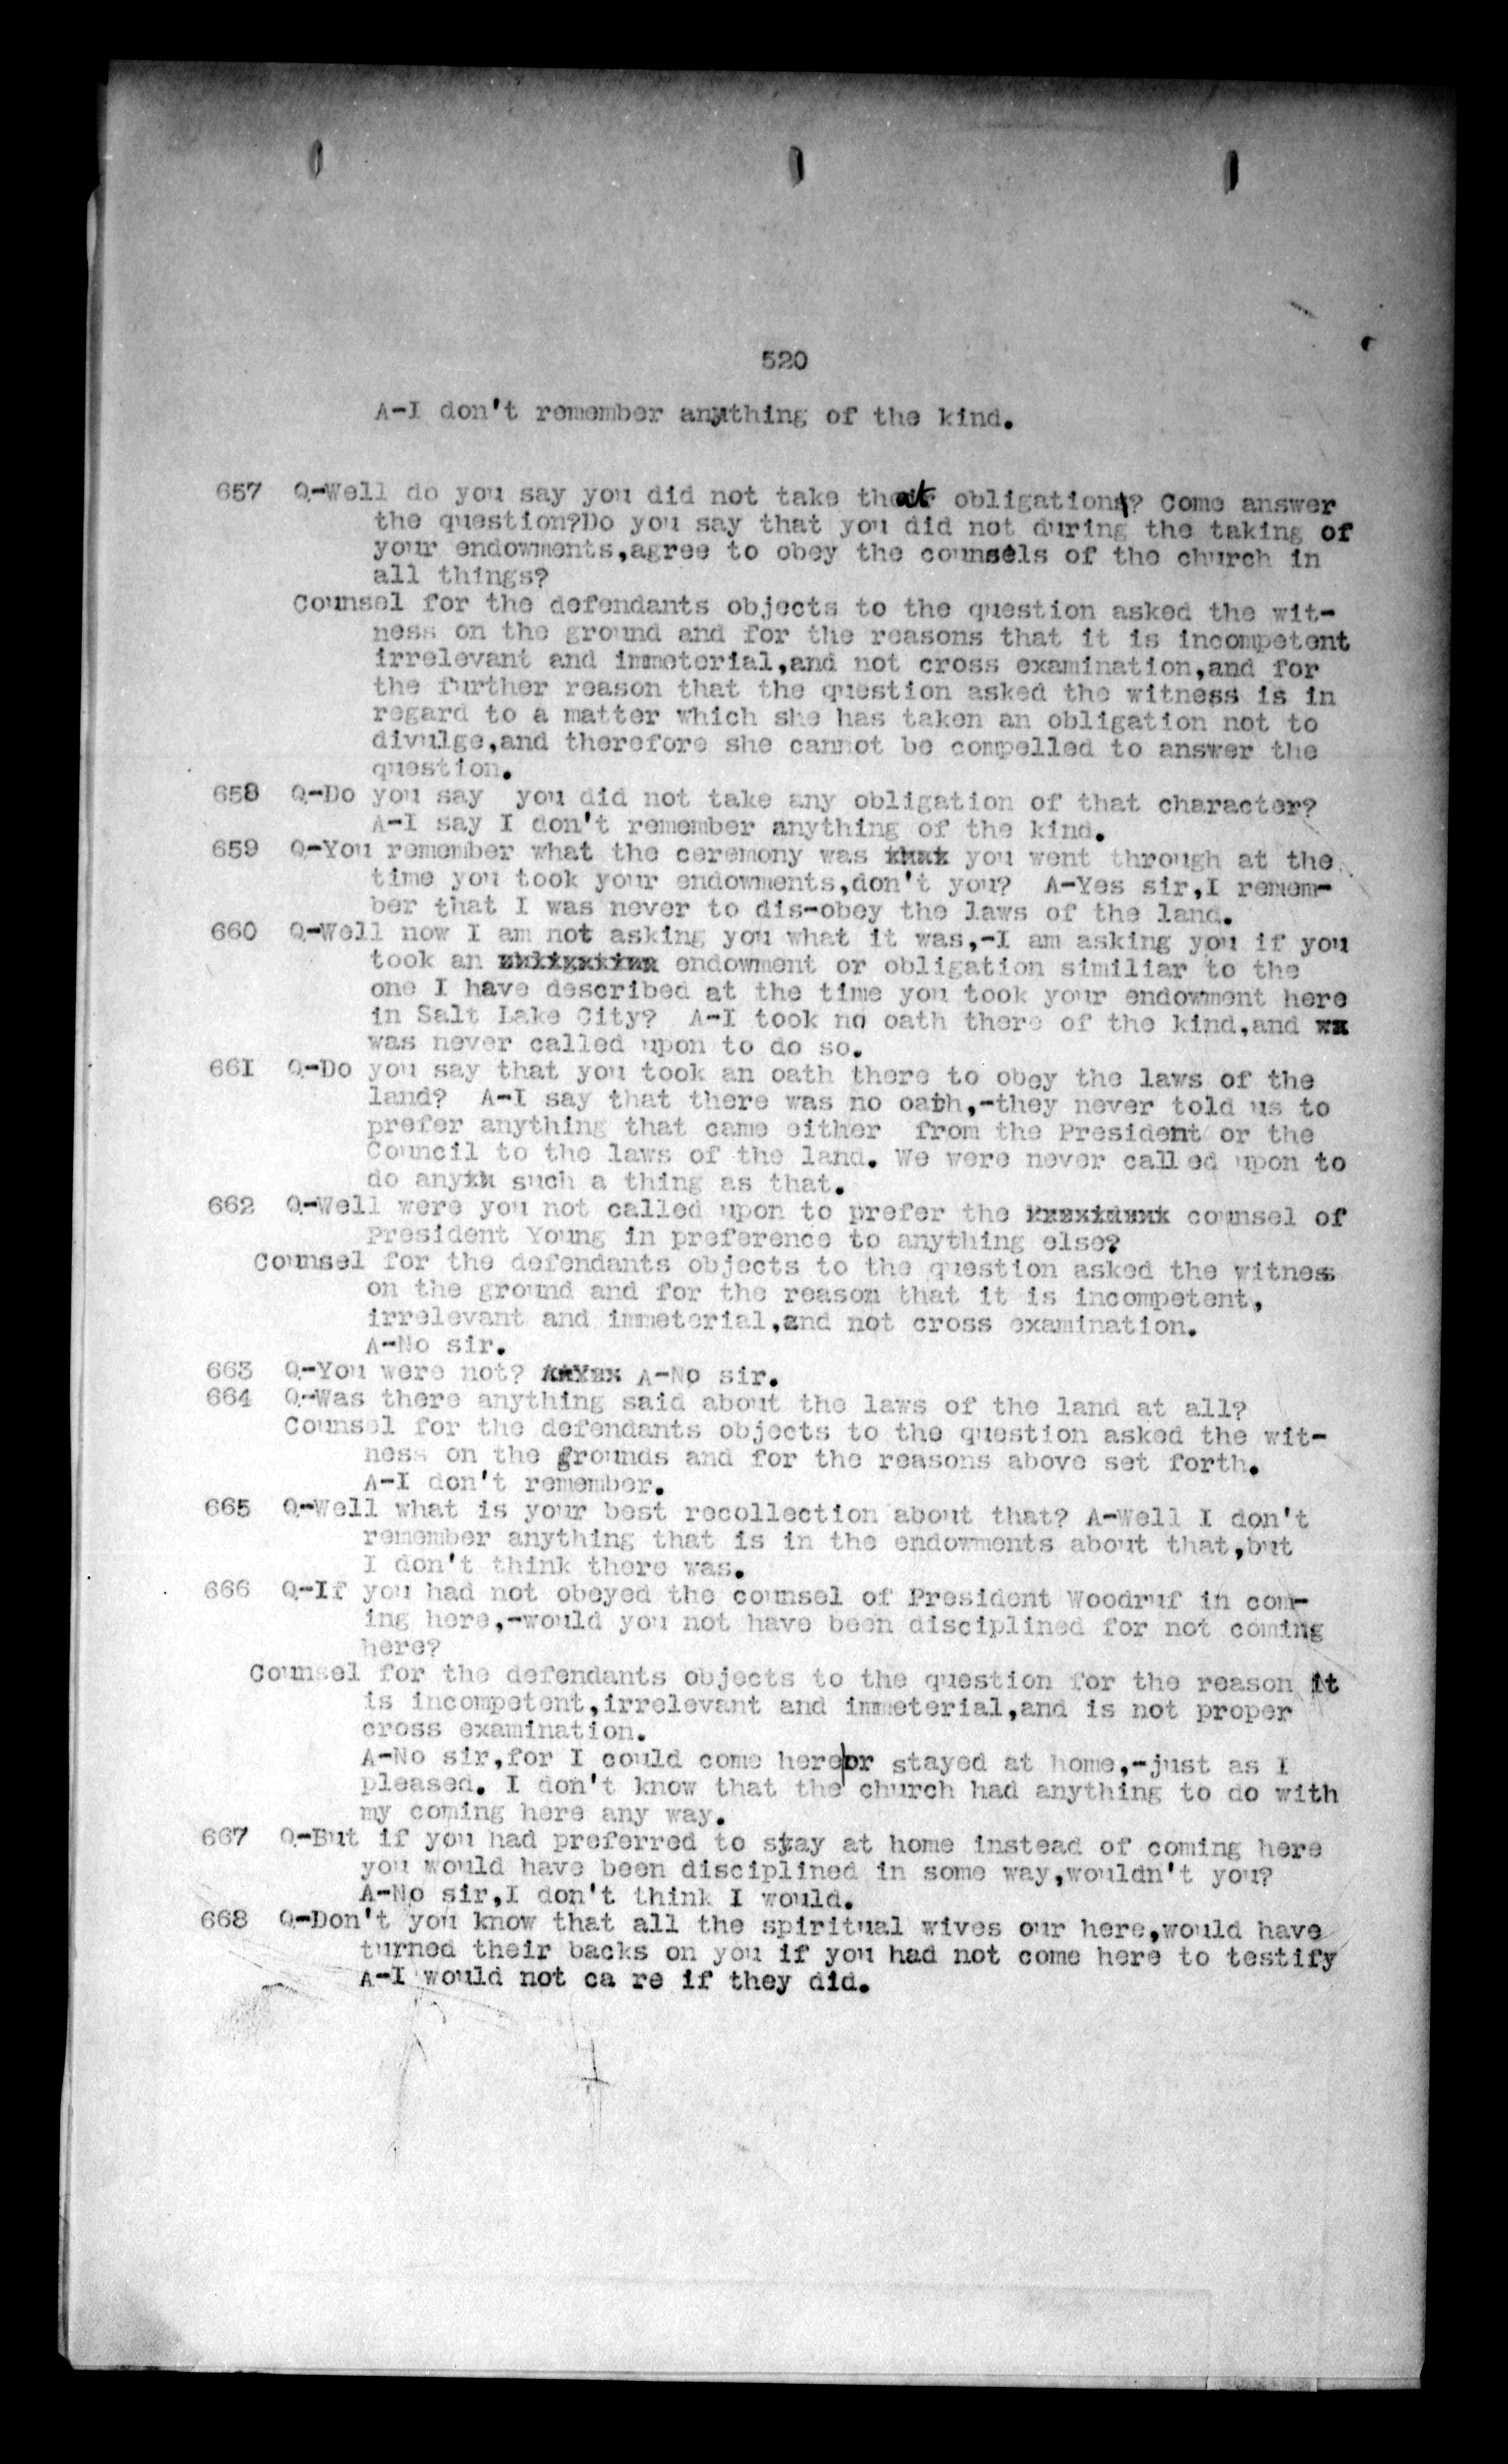 520
A-I don't remember anything of the kind.
657 Q-Well do you say you did not take that obligation? Come answer
the question?Do you say that you did not during the taking of
your endowments,agree to obey the counsels of the church in
all things?
Counsel for the defendants objects to the question asked the wit-
ness on the ground and for the reasons that it is incompetent
irrelevant and immeterial,and not cross examination,and for
the further reason that the question asked the witness is in
regard to a matter which she has taken an obligation not to
divulge,and therefore she cannot be compelled to answer the
question.
658 Q-Do you say you did not take any obligation of that character?
A-I say I don't remember anything of the kind.
659 Q-You remember what the ceremony was you went through at the
time you took your endowments,don't you? A-Yes sir,I remem-
ber that I was never to dis-obey the laws of the land.
660 Q-Well now I am not asking you what it was,-I am asking you if you
took an endowment or obligation similiar to the
one I have described at the time you took your endowment here
in Salt Lake City? A-I took no oath there of the kind,and
was never called upon to do so.
661 Q-Do you say that you took an oath there to obey the laws of the
land? A-I say that there was no oath,-they never told us to
prefer anything that came either from the President or the
Council to the laws of the land. We were never called upon to
do any such a thing as that.
662 Q-Well were you not called upon to prefer the counsel of
President Young in preference to anything else?
Counsel for the defendants objects to the question asked the witness
on the ground and for the reason that it is incompetent,
irrelevant and immeterial,and not cross examination.
A-No sir.
663 Q-You were not? A-No sir.
664 Q-Was there anything said about the laws of the land at all?
Counsel for the defendants objects to the question asked the wit-
ness on the grounds and for the reasons above set forth.
A-I don't remember.
665 Q-Well what is your best recollection about that? A-Well I don't
remember anything that is in the endowments about that,but
I don't think there was.
666 Q-If you had not obeyed the counsel of President Woodruf in com-
ing here,-would you not have been disciplined for not coming
here?
Counsel for the defendants objects to the question for the reason it
is incompetent,irrelevant and immeterial,and is not proper
cross examination.
A-No sir,for I could come here|or stayed at home,-just as I
pleased. I don't know that the church had anything to do with
my coming here any way.
667 Q-But if you had preferred to stay at home instead of coming here
you would have been disciplined in some way,wouldn't you?
A-No sir,I don't think I would.
668 Q-Don't you know that all the spiritual wives our here,would have
turned their backs on you if you had not come here to testify
A-I would not ca re if they did.